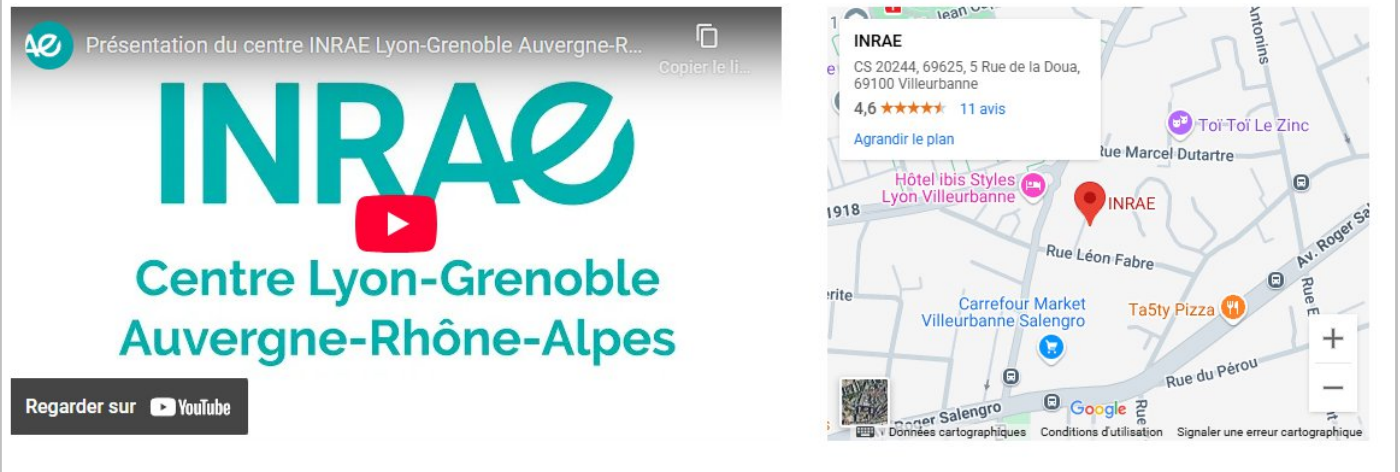 Présentation du centre INRAE Lyon-Grenoble Auvergne-R...
Copier le li...
INRAE
Centre Lyon-Grenoble
Auvergne-Rhône-Alpes
Regarder sur YouTube
INRAE
CS 20244, 69625, 5 Rue de la Doua,
69100 Villeurbanne
4,6 11 avis
Agrandir le plan
Antonins
Toï Toï Le Zinc
Rue Marcel Dutartre
Hôtel ibis Styles
Lyon Villeurbanne
1918
INRAE
Av. Roger Sa
Rue Léon Fabre
erite
Carrefour Market
Villeurbanne Salengro
Ta5ty Pizza
Rue E
Rue du Pérou
Roger Salengro
Google
Rue
Données cartographiques Conditions d'utilisation Signaler une erreur cartographique